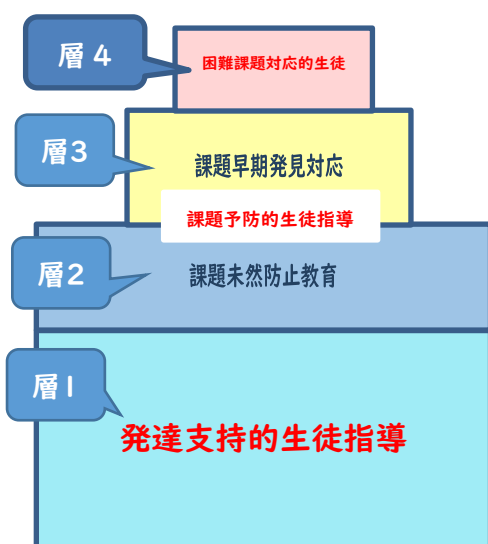 層4
困難課題対応的生徒
層3
課題早期発見対応
課題予防的生徒指導
層2
課題未然防止教育
層1
発達支持的生徒指導